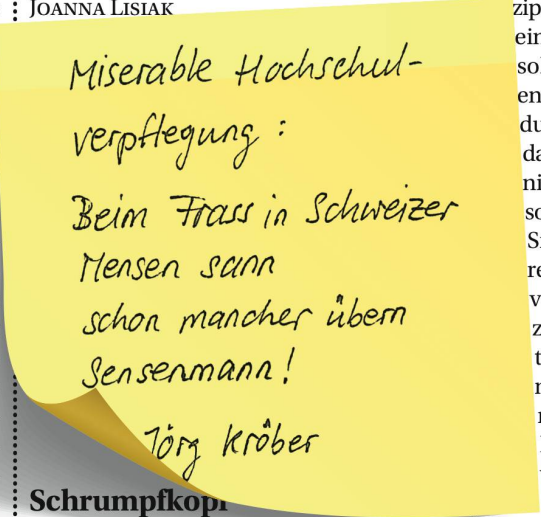 JOANNA LISIAK
Miserable Hochschul-
verpflegung :
Beim Frass in Schweizer
Mensen sann
schon mancher übern
Sensenmann!
Jörg Kröber
Schrumpfkopf